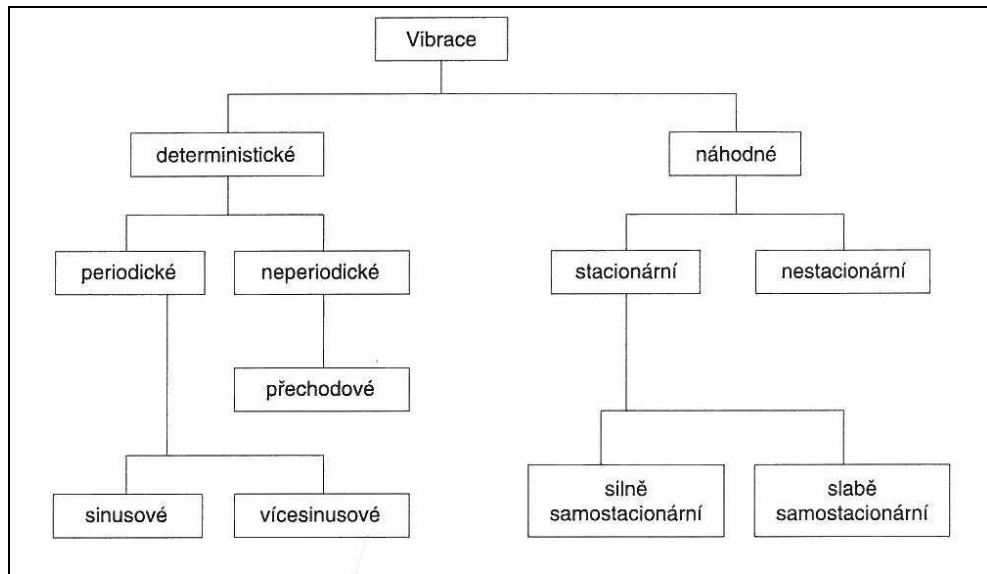 Vibrace
deterministické
náhodné
periodické
neperiodické
stacionární
nestacionární
přechodové
sinusové
vícesinusové
silně
samostacionární
slabě
samostacionární